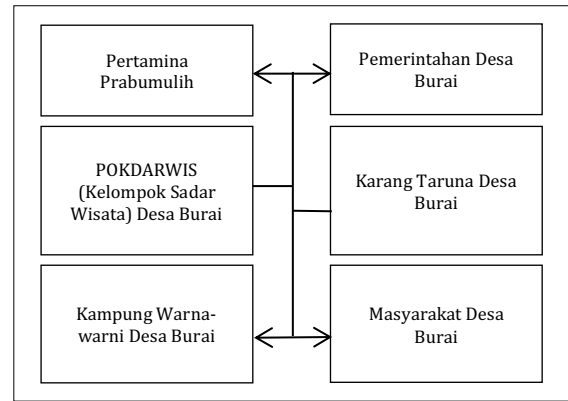 Pertamina
Prabumulih
Pemerintahan Desa
Burai
POKDARWIS
(Kelompok Sadar
Wisata) Desa Burai
Karang Taruna Desa
Burai
Kampung Warna-
warni Desa Burai
Masyarakat Desa
Burai